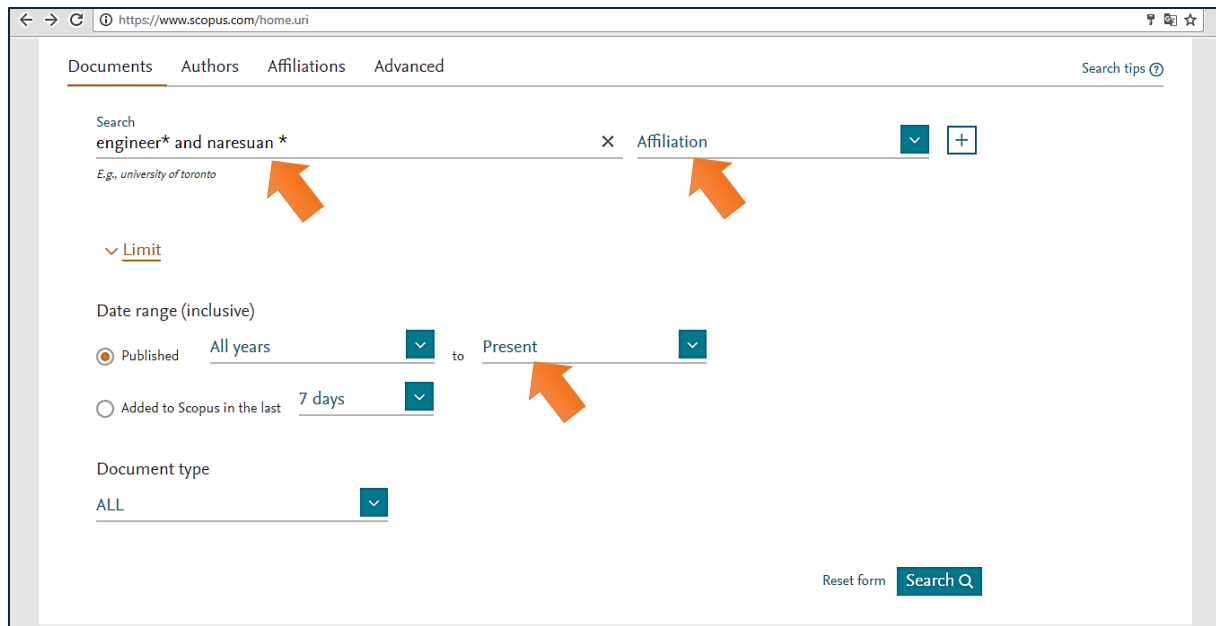 https://www.scopus.com/home.uri
Documents Authors Affiliations Advanced Search tips ?
Search
engineer* and naresuan * × Affiliation +
E.g., university of toronto
Limit
Date range (inclusive)
Published All years to Present
Added to Scopus in the last 7 days
Document type
ALL
Reset form Search